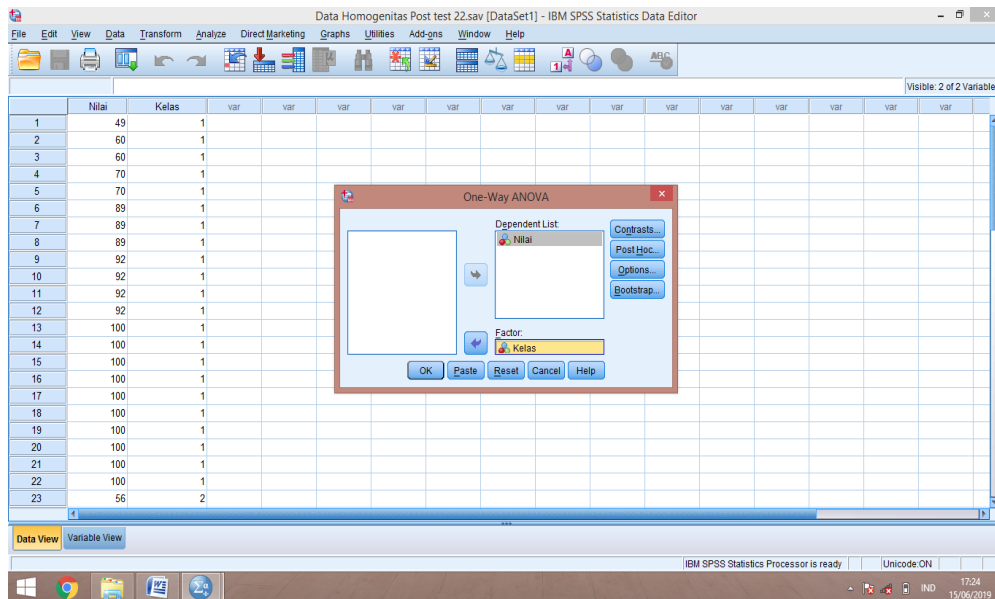 Data Homogenitas Post test 22.sav [DataSet1] - IBM SPSS Statistics Data Editor
File Edit View Data Transform Analyze Direct Marketing Graphs Utilities Add-ons Window Help
Visible: 2 of 2 Variable
Nilai Kelas var var var var var var var var var var var var var var
1 49 1
2 60 1
3 60 1
4 70 1
5 70 1
6 89 1
7 89 1
8 89 1
9 92 1
10 92 1
11 92 1
12 92 1
13 100 1
14 100 1
15 100 1
16 100 1
17 100 1
18 100 1
19 100 1
20 100 1
21 100 1
22 100 1
23 56 2
One-Way ANOVA
Dependent List:
Nilai
Contrasts...
Post Hoc...
Options...
Bootstrap...
Factor:
Kelas
OK Paste Reset Cancel Help
Data View Variable View
IBM SPSS Statistics Processor is ready Unicode:ON
IND 17:24
15/06/2019